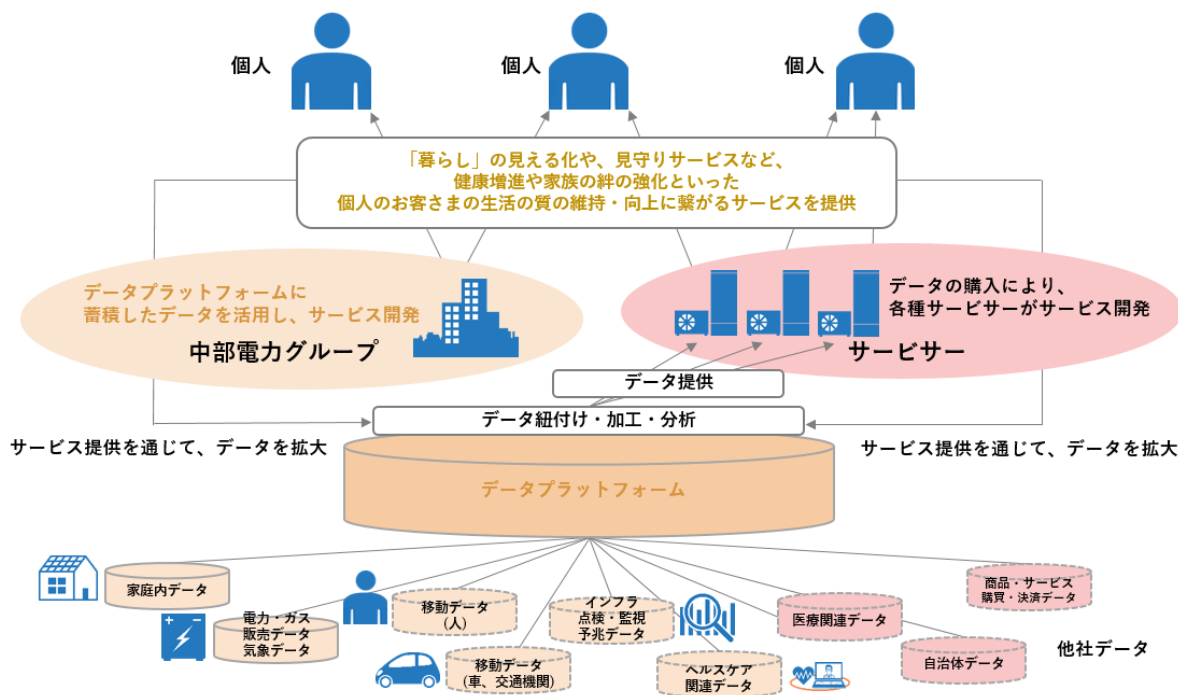 個人
個人
個人
「暮らし」の見える化や、見守りサービスなど、
健康増進や家族の絆の強化といった
個人のお客さまの生活の質の維持・向上に繋がるサービスを提供
データプラットフォームに
蓄積したデータを活用し、サービス開発
中部電力グループ
データの購入により、
各種サービサーがサービス開発
サービサー
データ提供
データ紐付け・加工・分析
サービス提供を通じて、データを拡大
サービス提供を通じて、データを拡大
データプラットフォーム
家庭内データ
電力・ガス
販売データ
気象データ
移動データ
(人)
移動データ
(車、交通機関)
インフラ
点検・監視
予兆データ
ヘルスケア
関連データ
医療関連データ
自治体データ
商品・サービス
購買・決済データ
他社データ